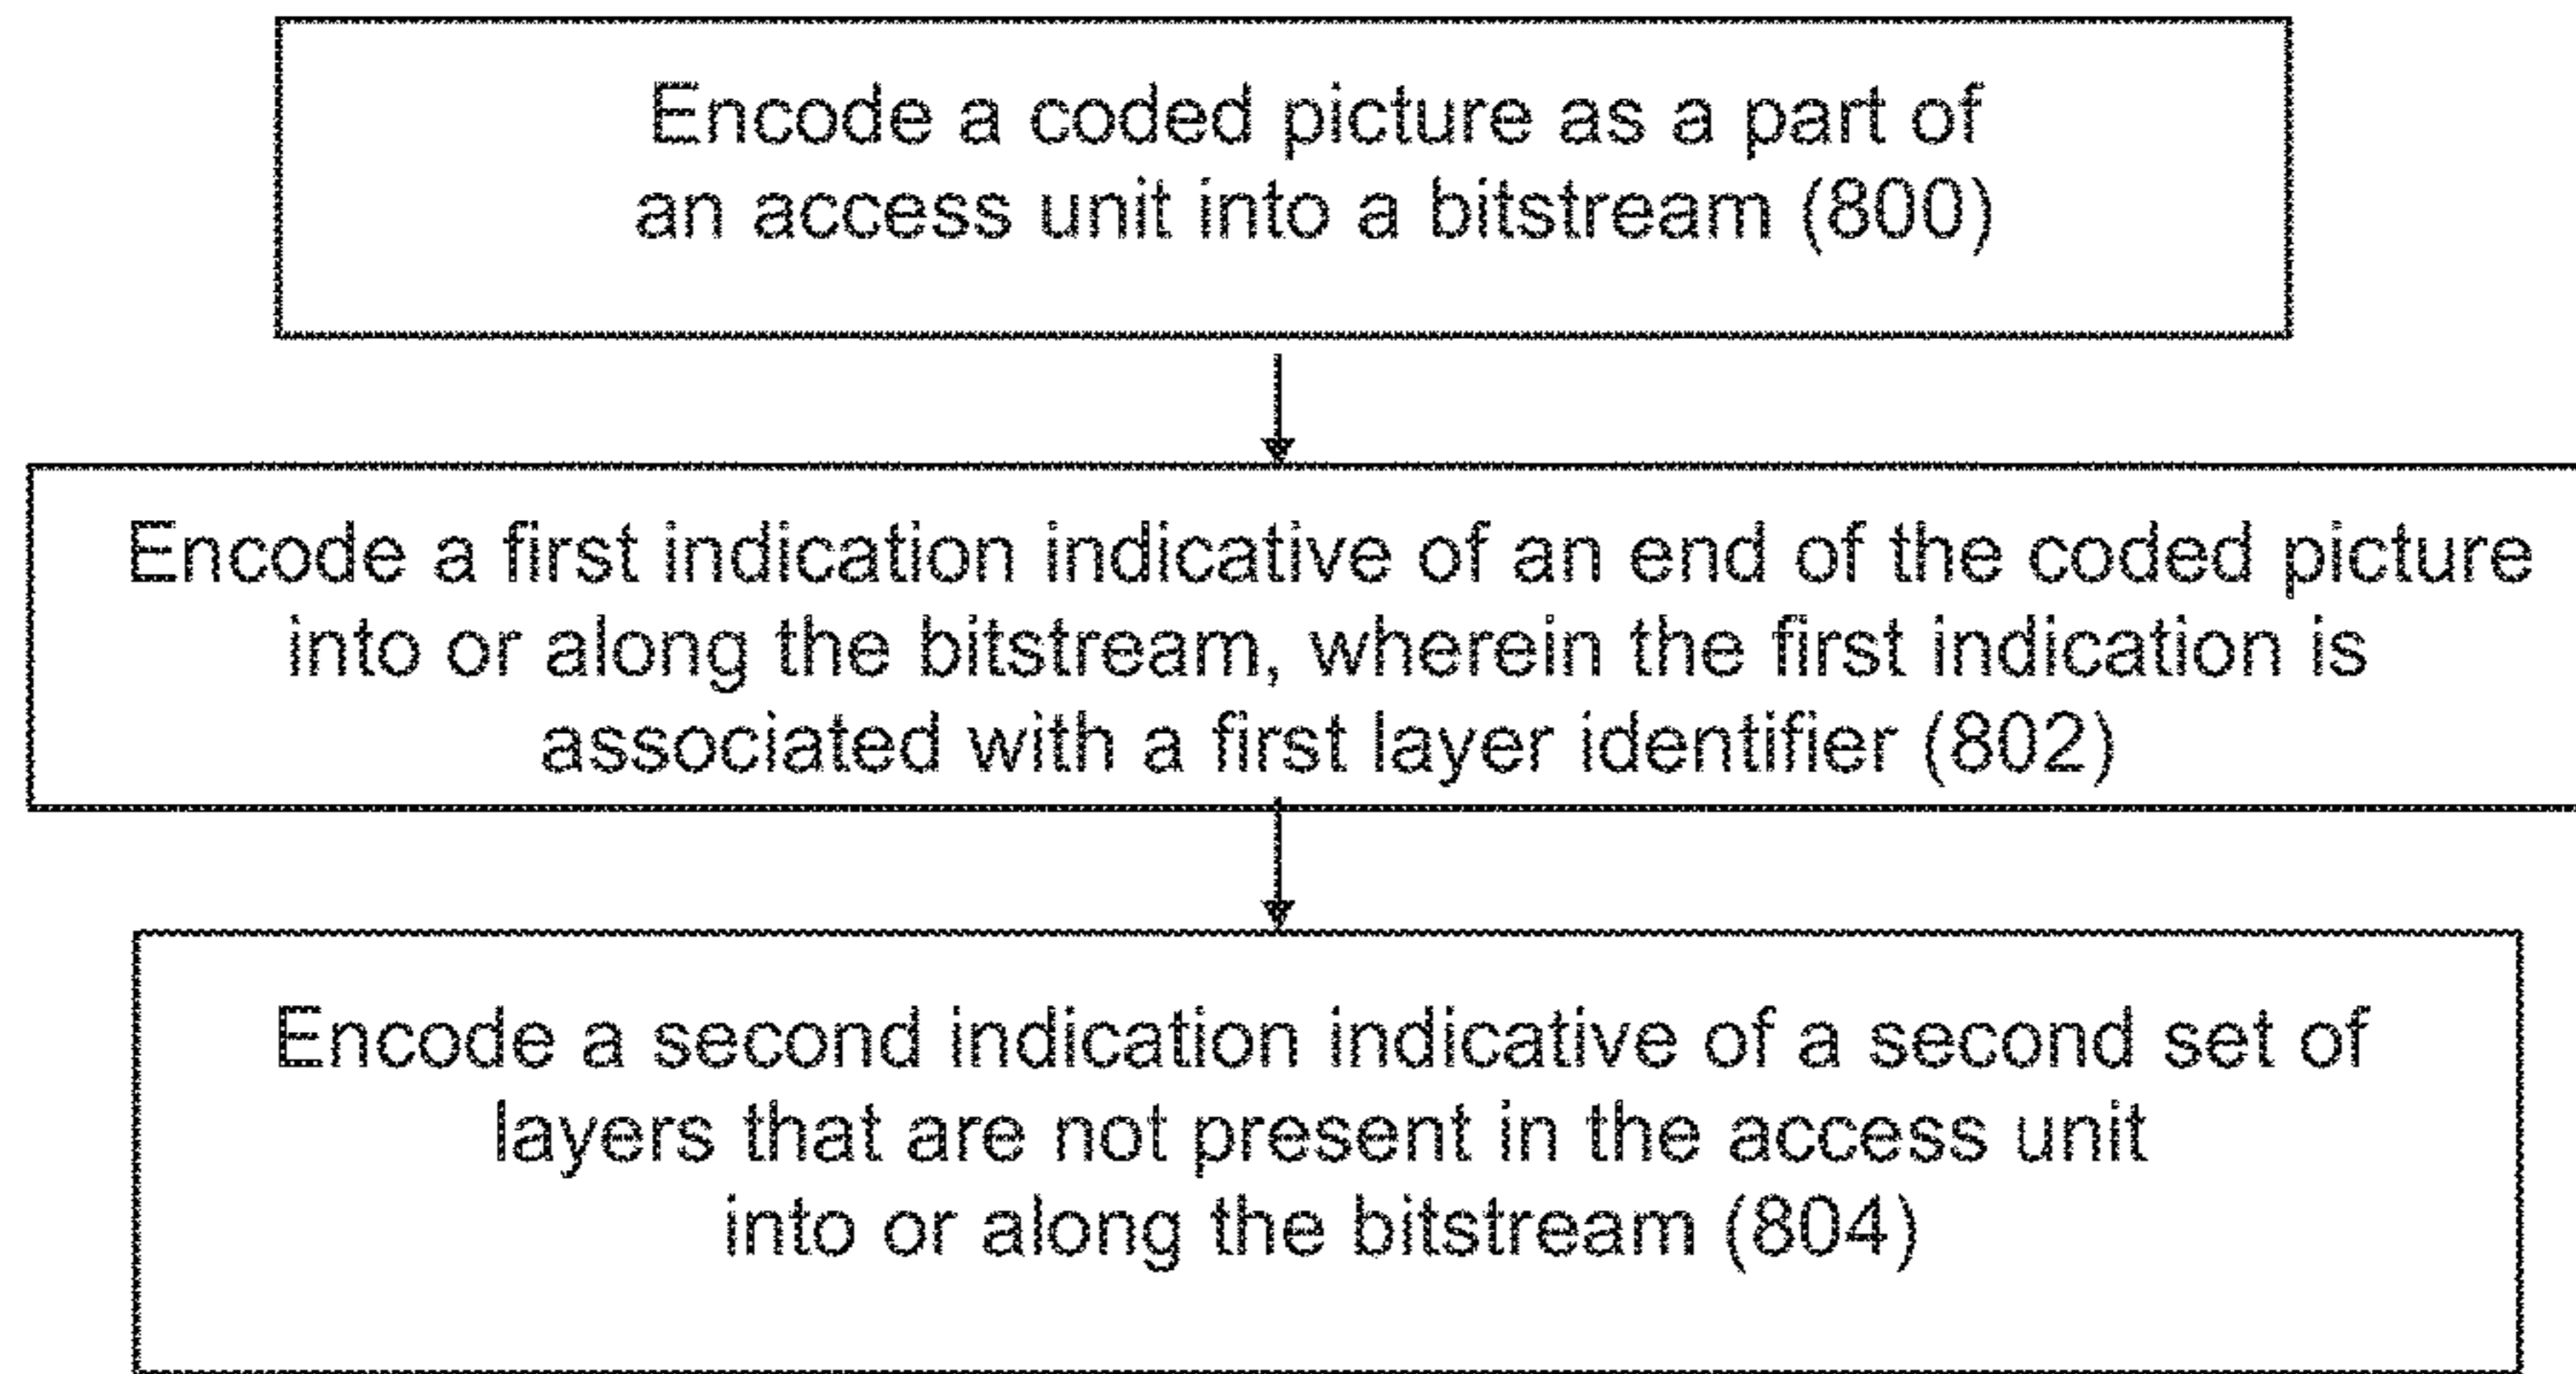 Encode a coded picture as a part of
an access unit into a bitstream (800)
Encode a first indication indicative of an end of the coded picture
into or along the bitstream, wherein the first indication is
associated with a first layer identifier (802)
Encode a second indication indicative of a second set of
layers that are not present in the access unit
into or along the bitstream (804)